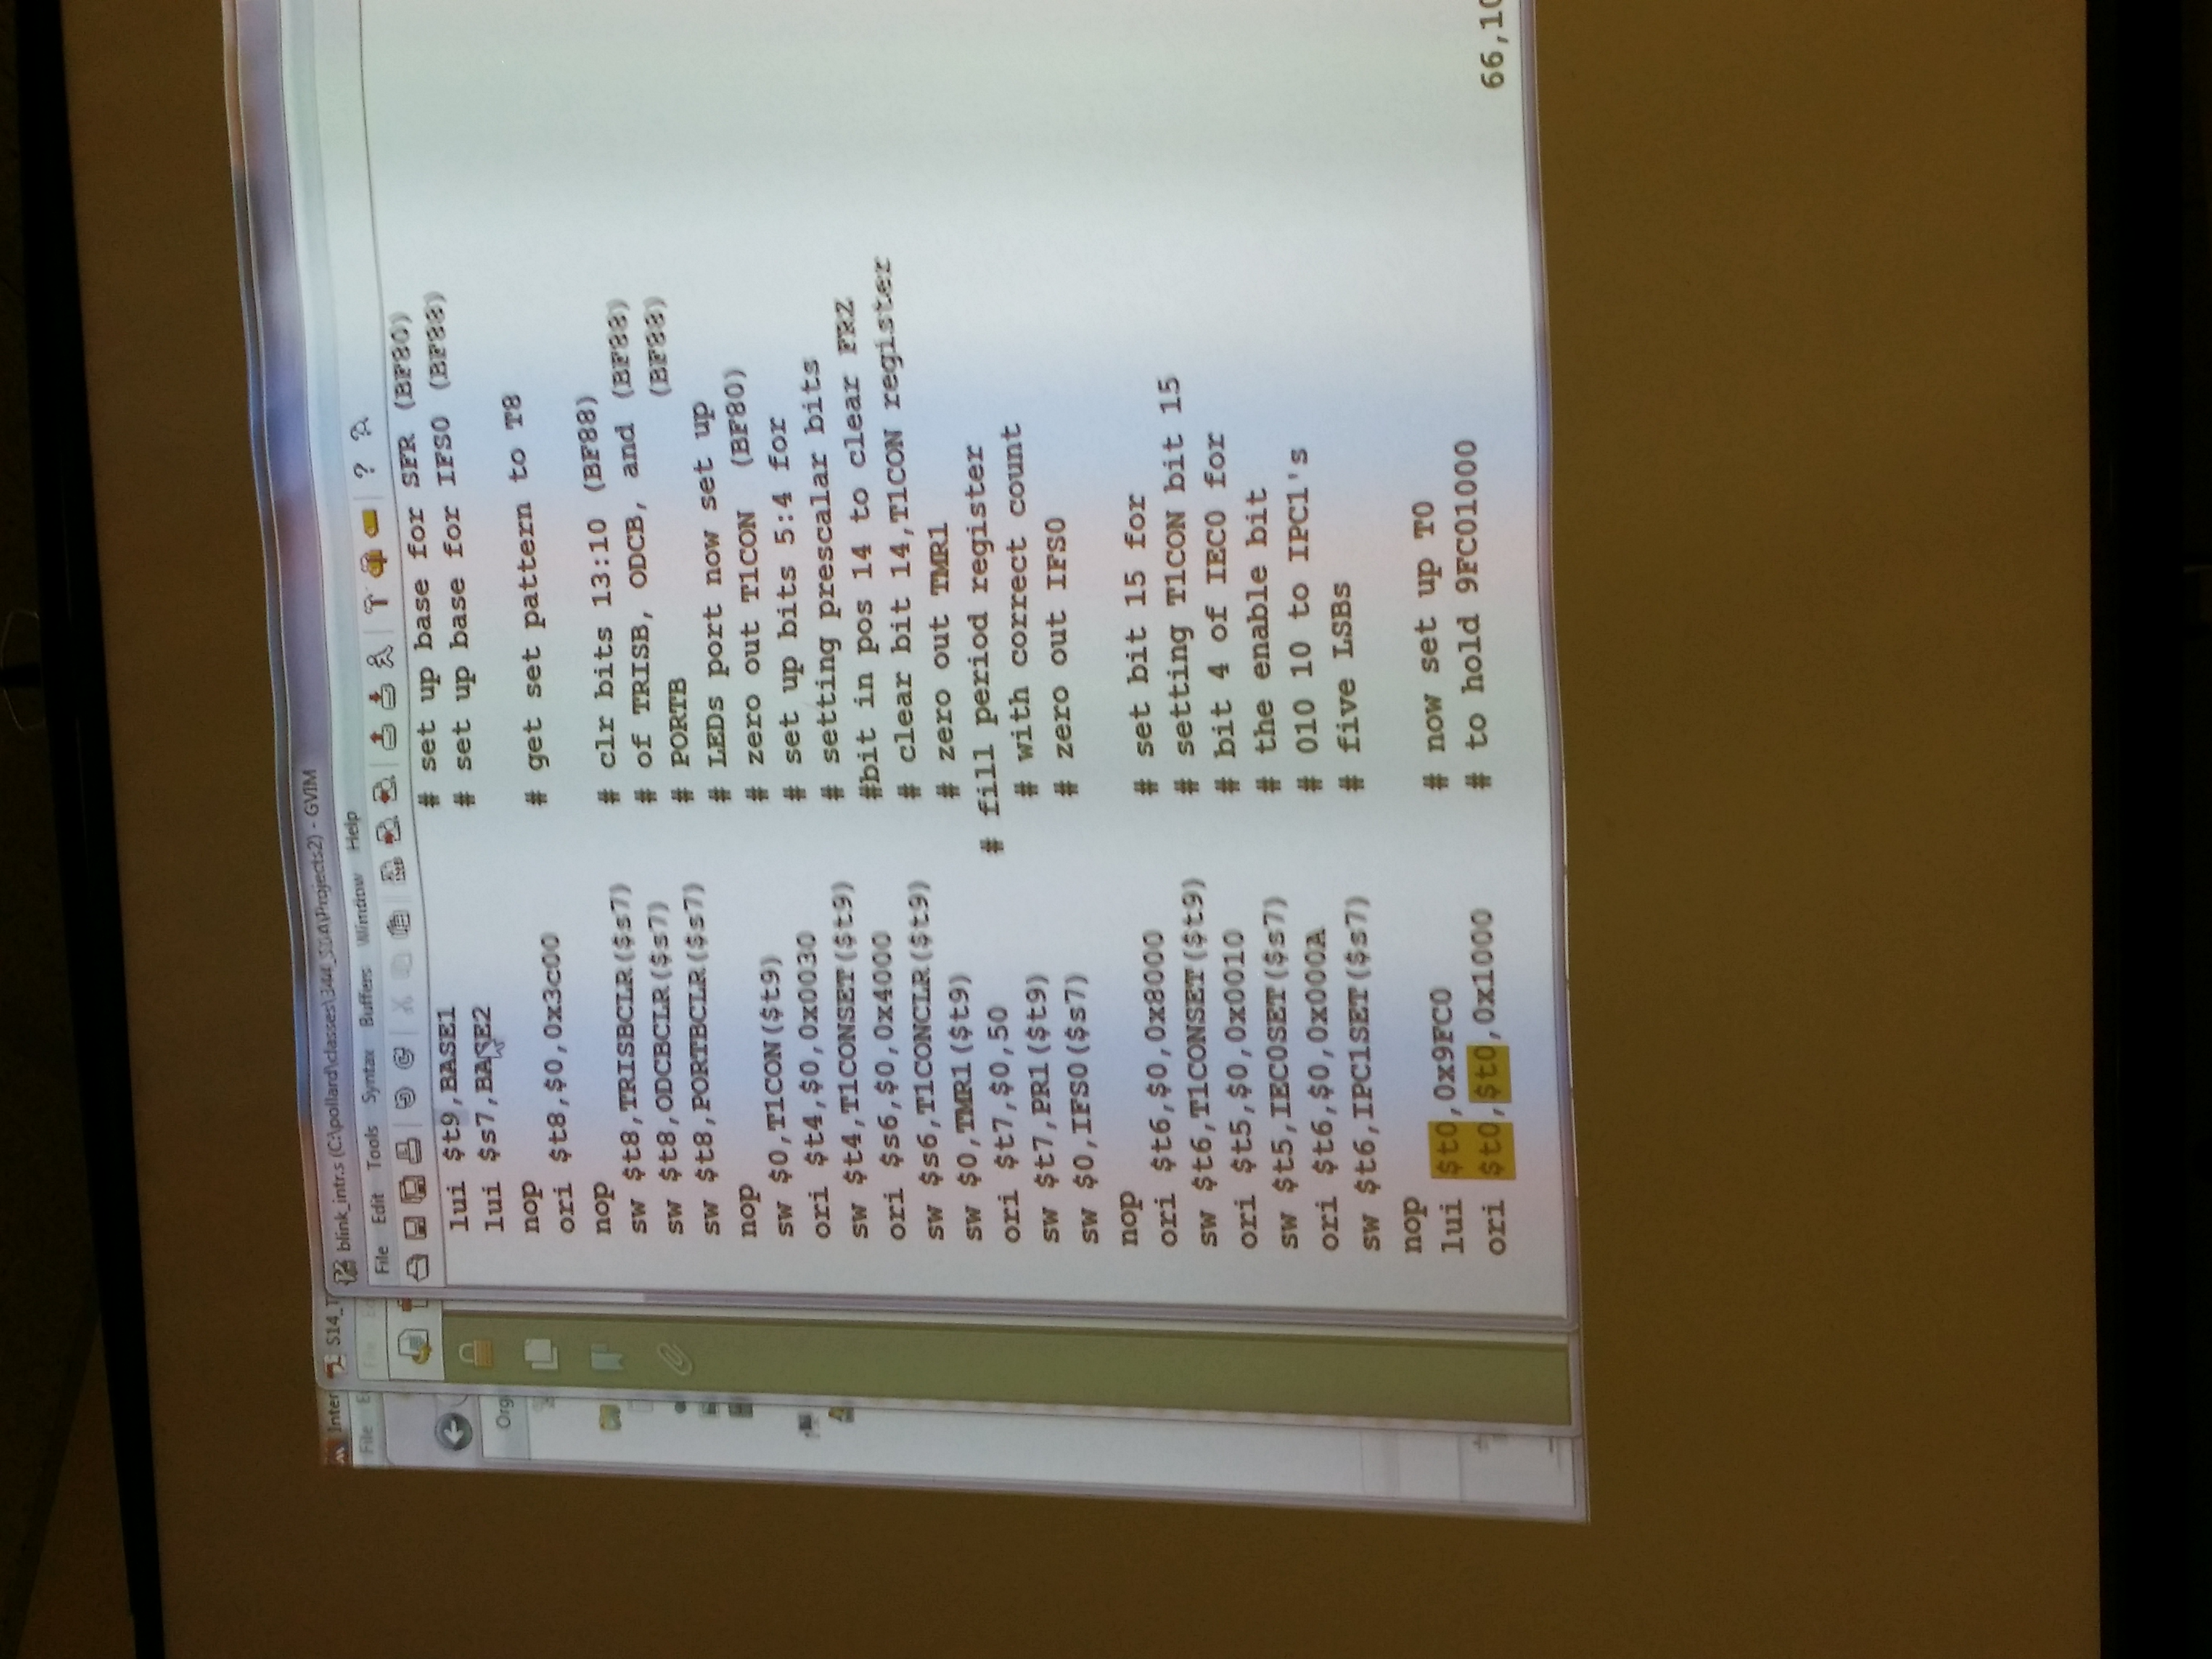 Inter
S14_T
blink_intr.s (C:\pollard\classes\344_S14\Projects2) - GVIM
File
File Edit Tools Syntax Buffers Window Help
Org
lui $t9,BASE1 # set up base for SFR (BF80)
lui $s7,BASE2 # set up base for IFS0 (BF88)
nop
ori $t8,$0,0x3c00 # get set pattern to T8
nop
sw $t8,TRISBCLR($s7) # clr bits 13:10 (BF88)
sw $t8,ODCBCLR($s7) # of TRISB, ODCB, and (BF88)
sw $t8,PORTBCLR($s7) # PORTB (BF88)
nop # LEDs port now set up
sw $0,T1CON($t9) # zero out T1CON (BF80)
ori $t4,$0,0x0030 # set up bits 5:4 for
sw $t4,T1CONSET($t9) # setting prescalar bits
ori $s6,$0,0x4000 #bit in pos 14 to clear FRZ
sw $s6,T1CONCLR($t9) # clear bit 14,T1CON register
sw $0,TMR1($t9) # zero out TMR1
ori $t7,$0,50 # fill period register
sw $t7,PR1($t9) # with correct count
sw $0,IFS0($s7) # zero out IFS0
nop
ori $t6,$0,0x8000 # set bit 15 for
sw $t6,T1CONSET($t9) # setting T1CON bit 15
ori $t5,$0,0x0010 # bit 4 of IEC0 for
sw $t5,IEC0SET($s7) # the enable bit
ori $t6,$0,0x000A # 010 10 to IPC1's
sw $t6,IPC1SET($s7) # five LSBs
nop
lui $t0,0x9FC0 # now set up T0
ori $t0,$t0,0x1000 # to hold 9FC01000
66,10